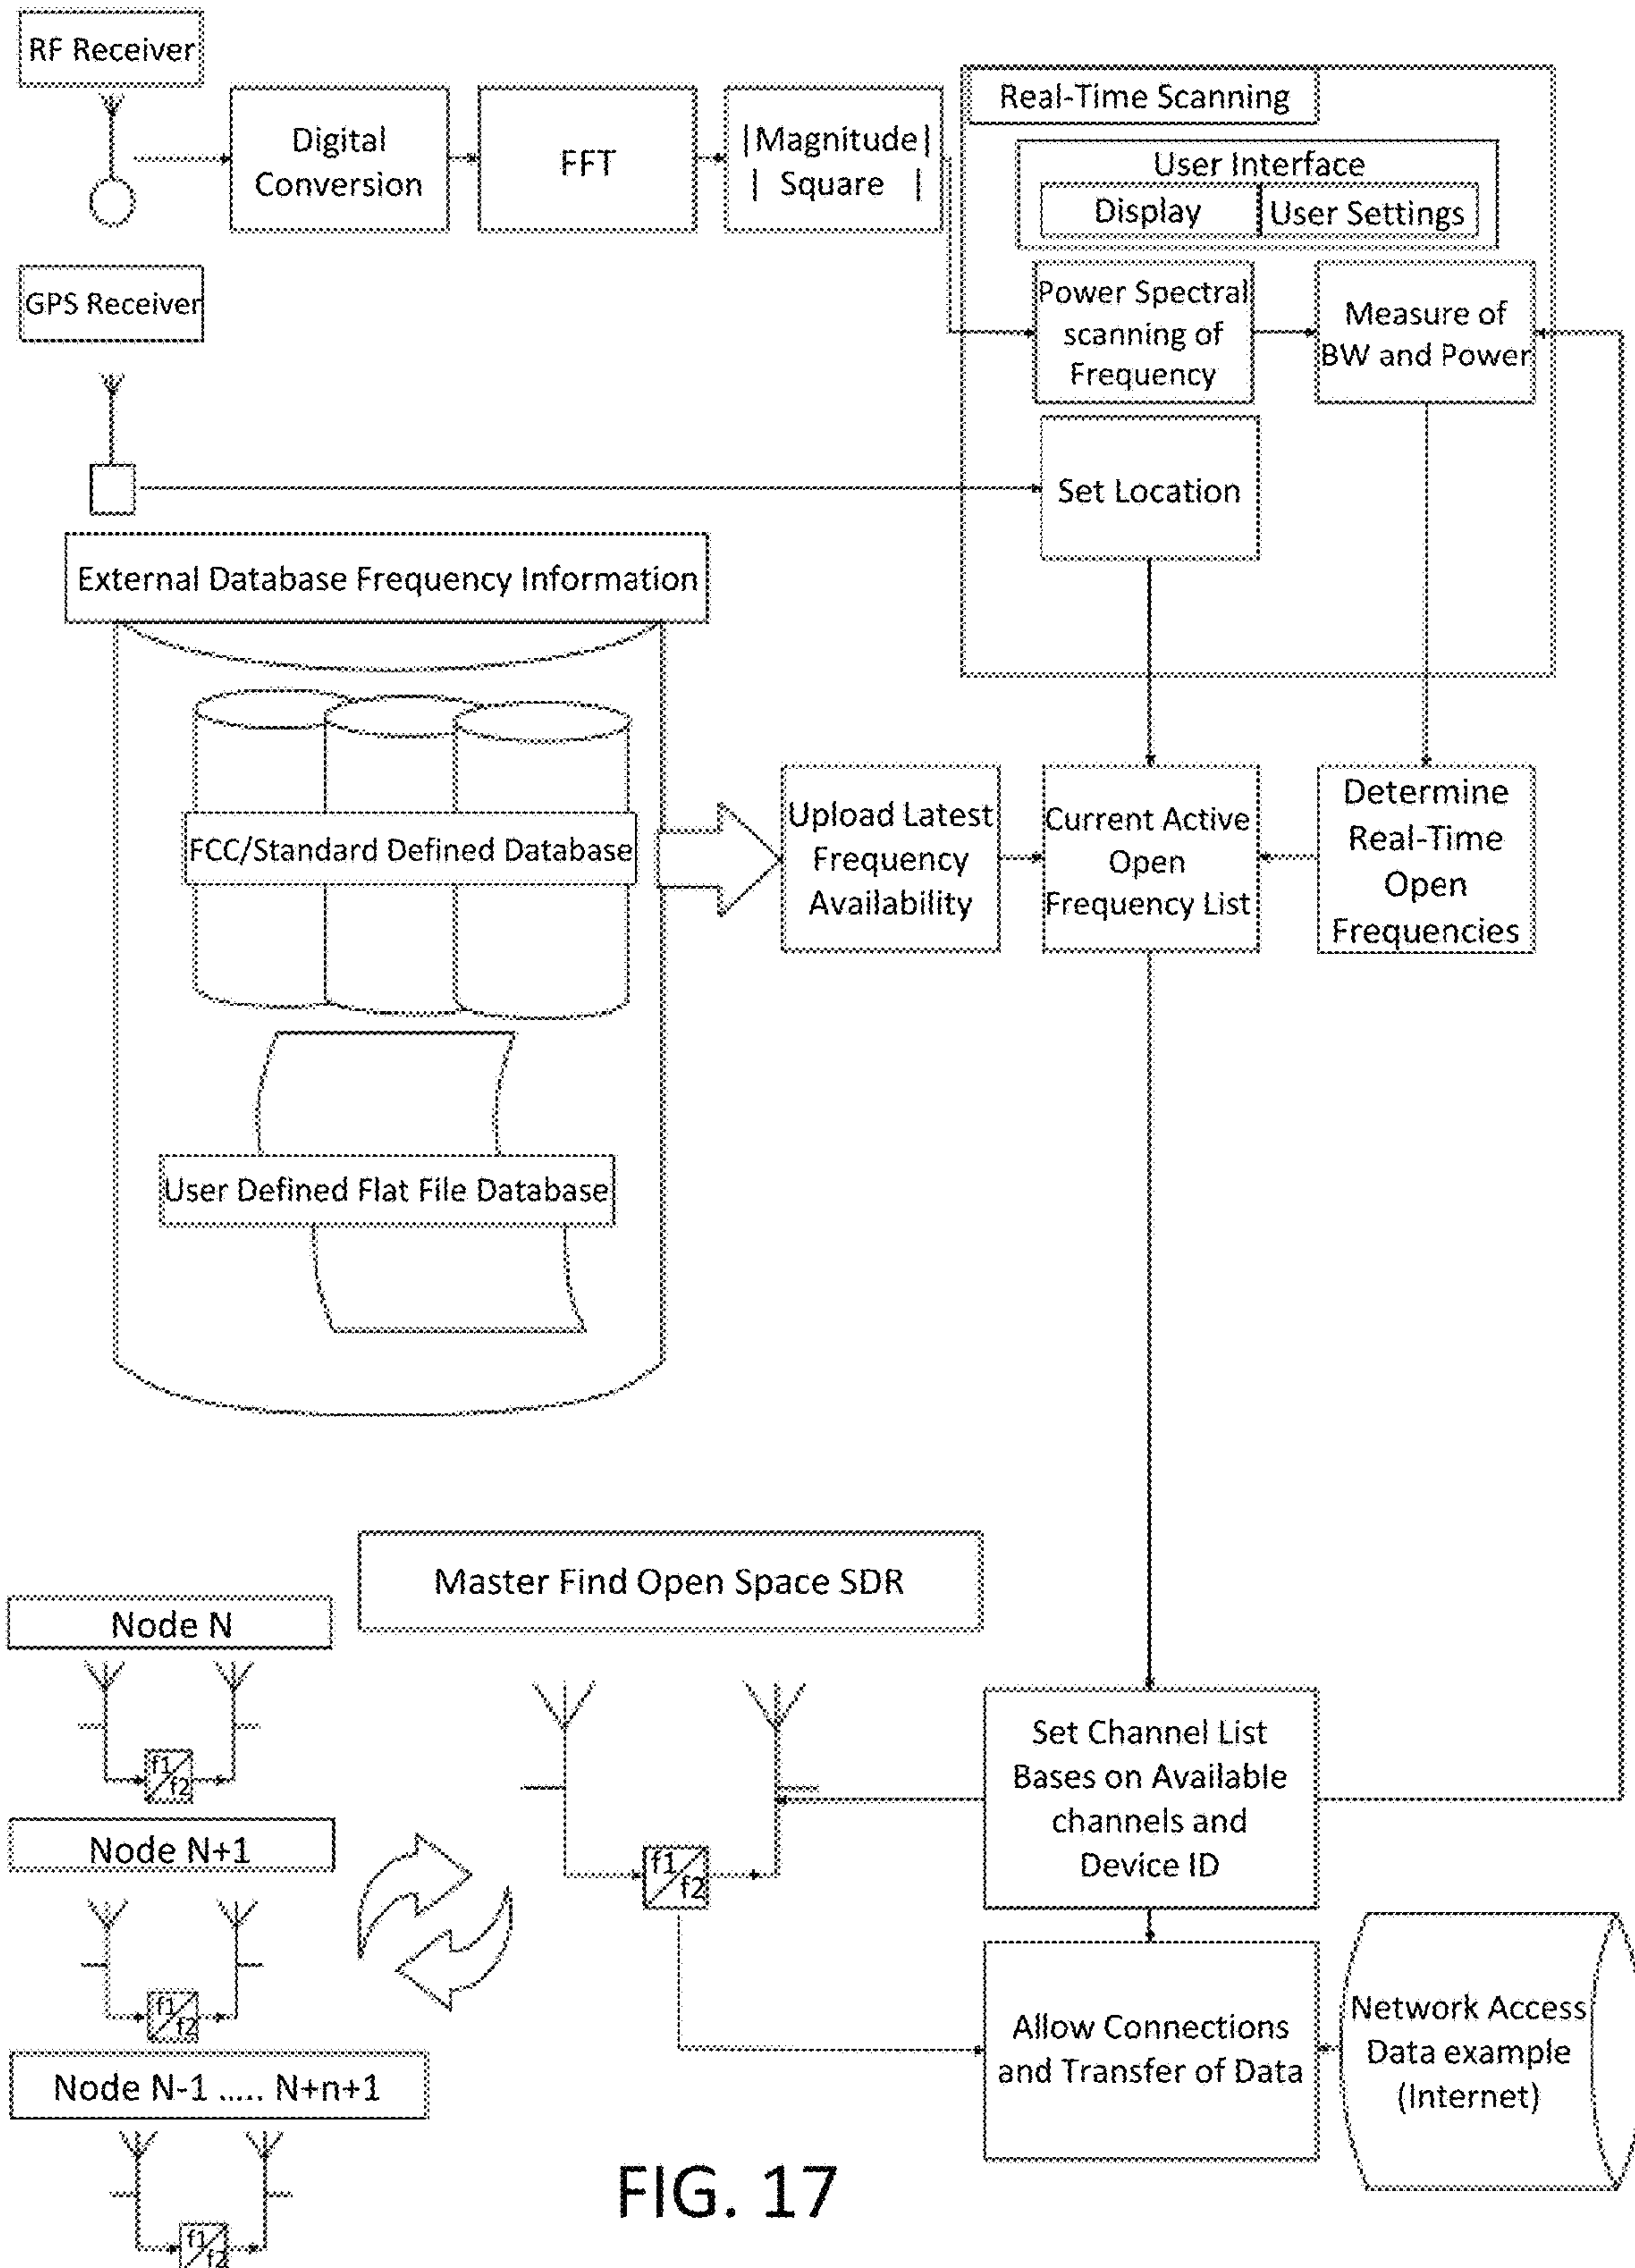 RF Receiver
Digital
Conversion
FFT
|Magnitude|
| Square |
Real-Time Scanning
User Interface
Display
User Settings
GPS Receiver
Power Spectral
scanning of
Frequency
Measure of
BW and Power
Set Location
External Database Frequency Information
FCC/Standard Defined Database
Upload Latest
Frequency
Availability
Current Active
Open
Frequency List
Determine
Real-Time
Open
Frequencies
User Defined Flat File Database
Master Find Open Space SDR
Node N
f1
f2
Node N+1
f1
f2
Node N-1 ..... N+n+1
f1
f2
f1
f2
Set Channel List
Bases on Available
channels and
Device ID
Allow Connections
and Transfer of Data
Network Access
Data example
(Internet)
FIG. 17